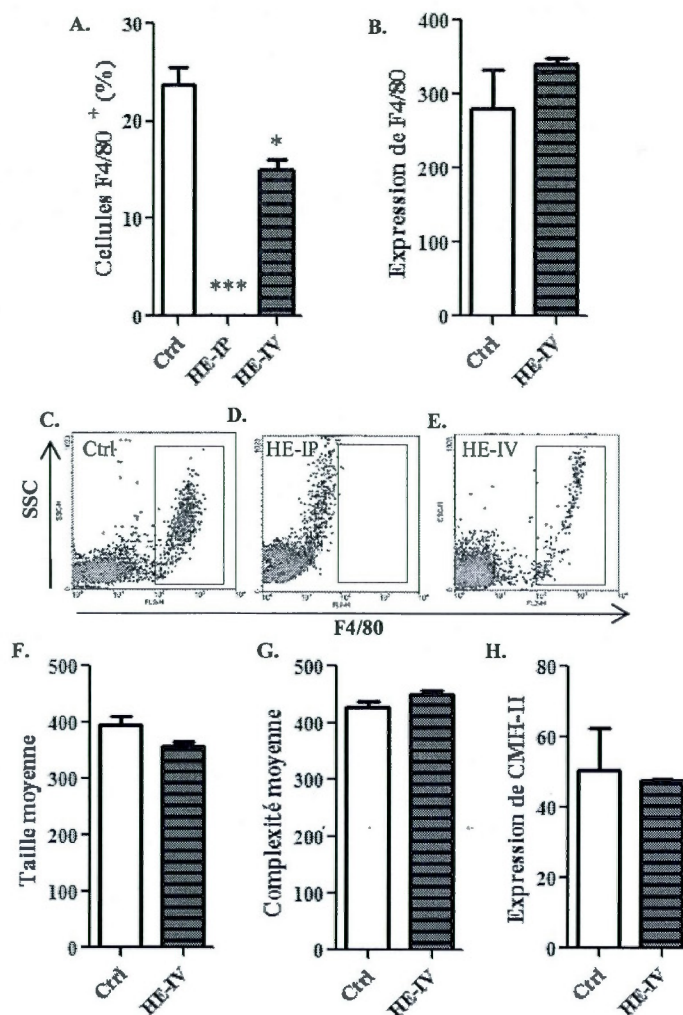 A.
Cellules F4/80 + (%)
30
20
10
0
*
***
Ctrl
HE-IP
HE-IV
B.
Expression de F4/80
400
300
200
100
0
Ctrl
HE-IV
C.
Ctrl
D.
HE-IP
E.
HE-IV
SSC
F4/80
F.
Taille moyenne
500
400
300
200
100
0
Ctrl
HE-IV
G.
Complexité moyenne
500
400
300
200
100
0
Ctrl
HE-IV
H.
Expression de CMH-II
80
60
40
20
0
Ctrl
HE-IV